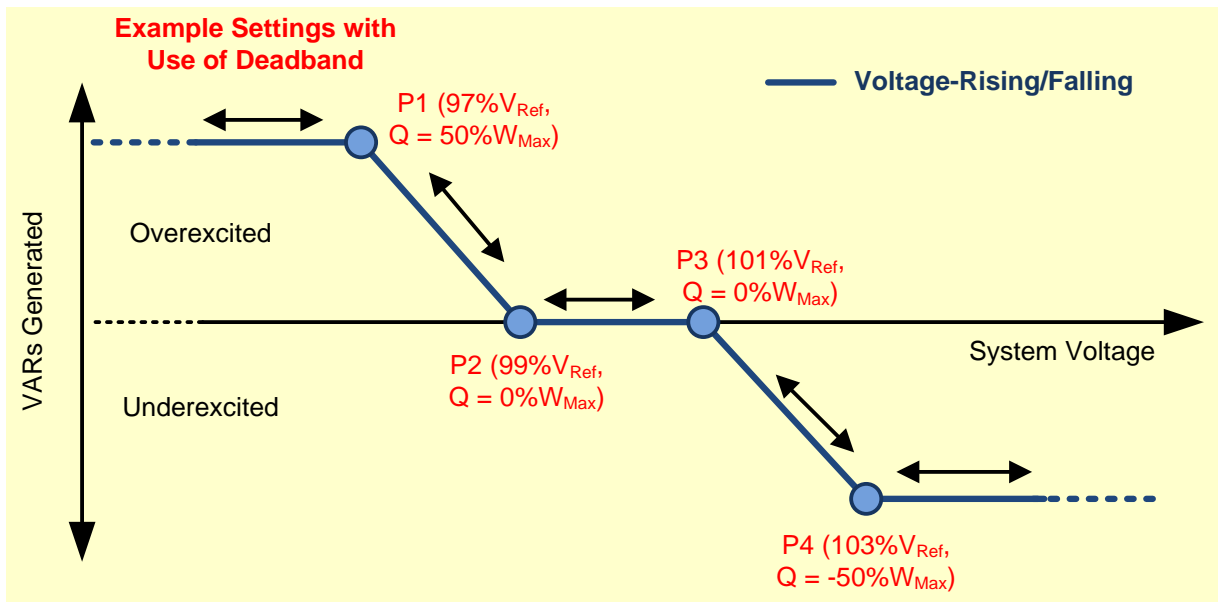 Example Settings with
Use of Deadband
Voltage-Rising/Falling
P1 (97%VRef,
Q = 50%WMax)
VARs Generated
Overexcited
P3 (101%VRef,
Q = 0%WMax)
System Voltage
P2 (99%VRef,
Q = 0%WMax)
Underexcited
P4 (103%VRef,
Q = -50%WMax)